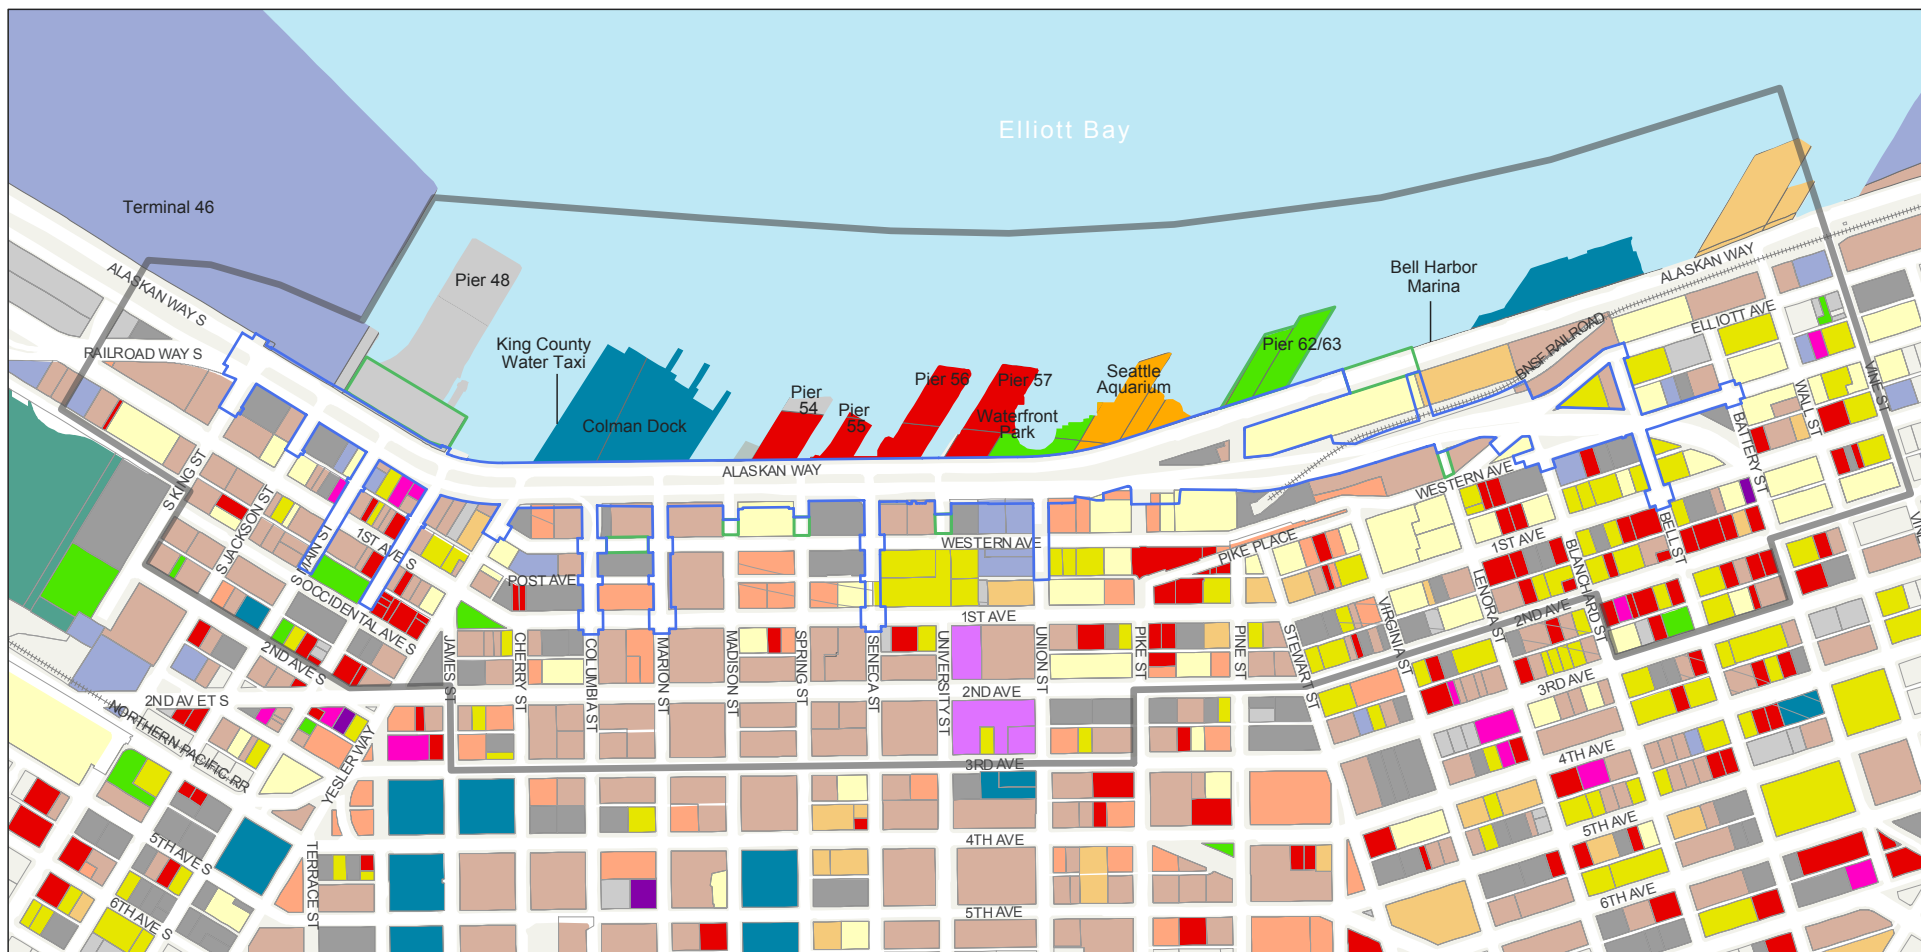 Elliott Bay
Terminal 46
Pier 48
King County
Water Taxi
Colman Dock
Pier
54
Pier
55
Pier 56
Pier 57
Waterfront
Park
Seattle
Aquarium
Pier 62/63
Bell Harbor
Marina
ALASKAN WAY S
RAILROAD WAY S
ALASKAN WAY
ALASKAN WAY
ELLIOTT AVE
BNSF RAILROAD
WESTERN AVE
WESTERN AVE
PIKE PLACE
POST AVE
1ST AVE S
1ST AVE
1ST AVE
S KING ST
S JACKSON ST
S MAIN ST
OCCIDENTAL AVE S
2ND AVE S
2ND AV ET S
NORTHERN PACIFIC RR
YESLER WAY
JAMES ST
CHERRY ST
COLUMBIA ST
MARION ST
MADISON ST
SPRING ST
SENECA ST
UNIVERSITY ST
UNION ST
PIKE ST
PINE ST
STEWART ST
VIRGINIA ST
LENORA ST
BLANCHARD ST
BELL ST
BATTERY ST
WALL ST
VINE ST
VINE
2ND AVE
2ND AVE
3RD AVE
3RD AVE
4TH AVE
4TH AVE
5TH AVE
5TH AVE
6TH AVE
5TH AVE S
6TH AVE S
TERRACE ST